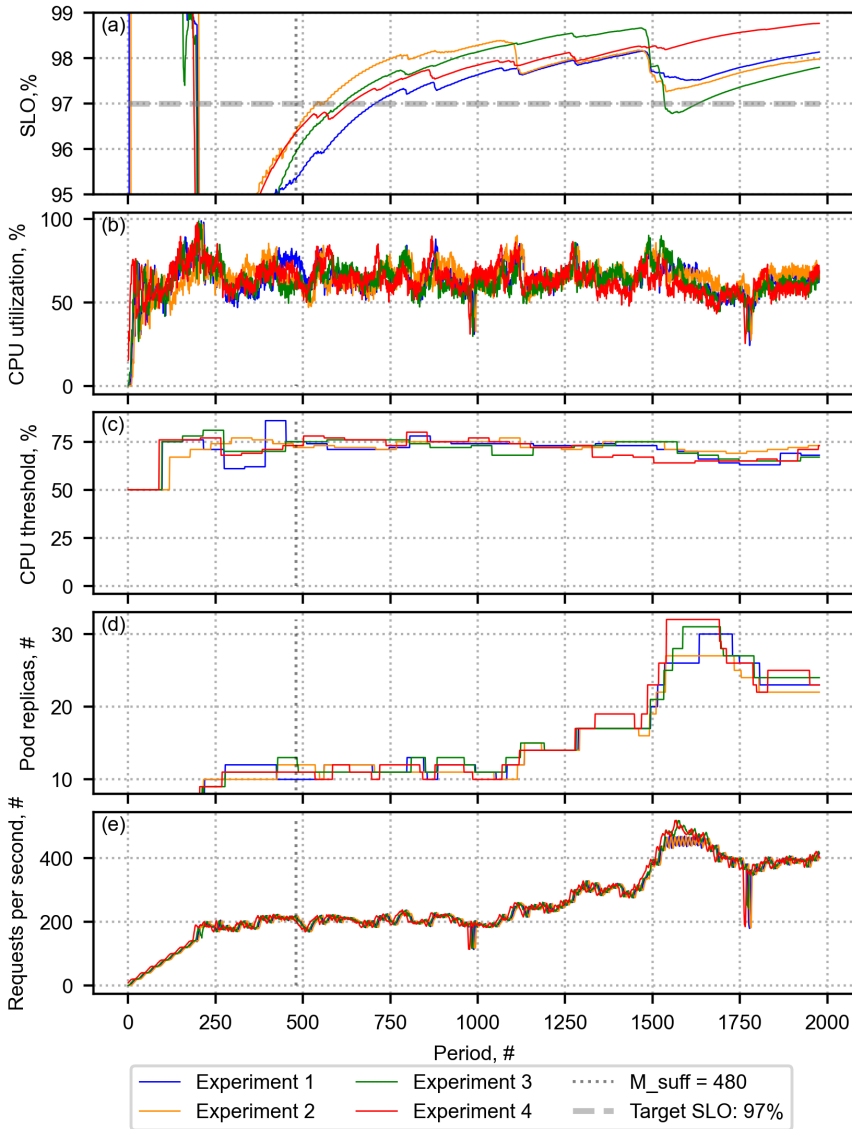 (a)
SLO,%
99
98
97
96
95
(b)
CPU utilization, %
100
50
0
(c)
CPU threshold, %
75
50
25
0
(d)
Pod replicas, #
30
20
10
(e)
Requests per second, #
400
200
0
0 250 500 750 1000 1250 1500 1750 2000
Period, #
Experiment 1 Experiment 3 M_suff = 480
Experiment 2 Experiment 4 Target SLO: 97%